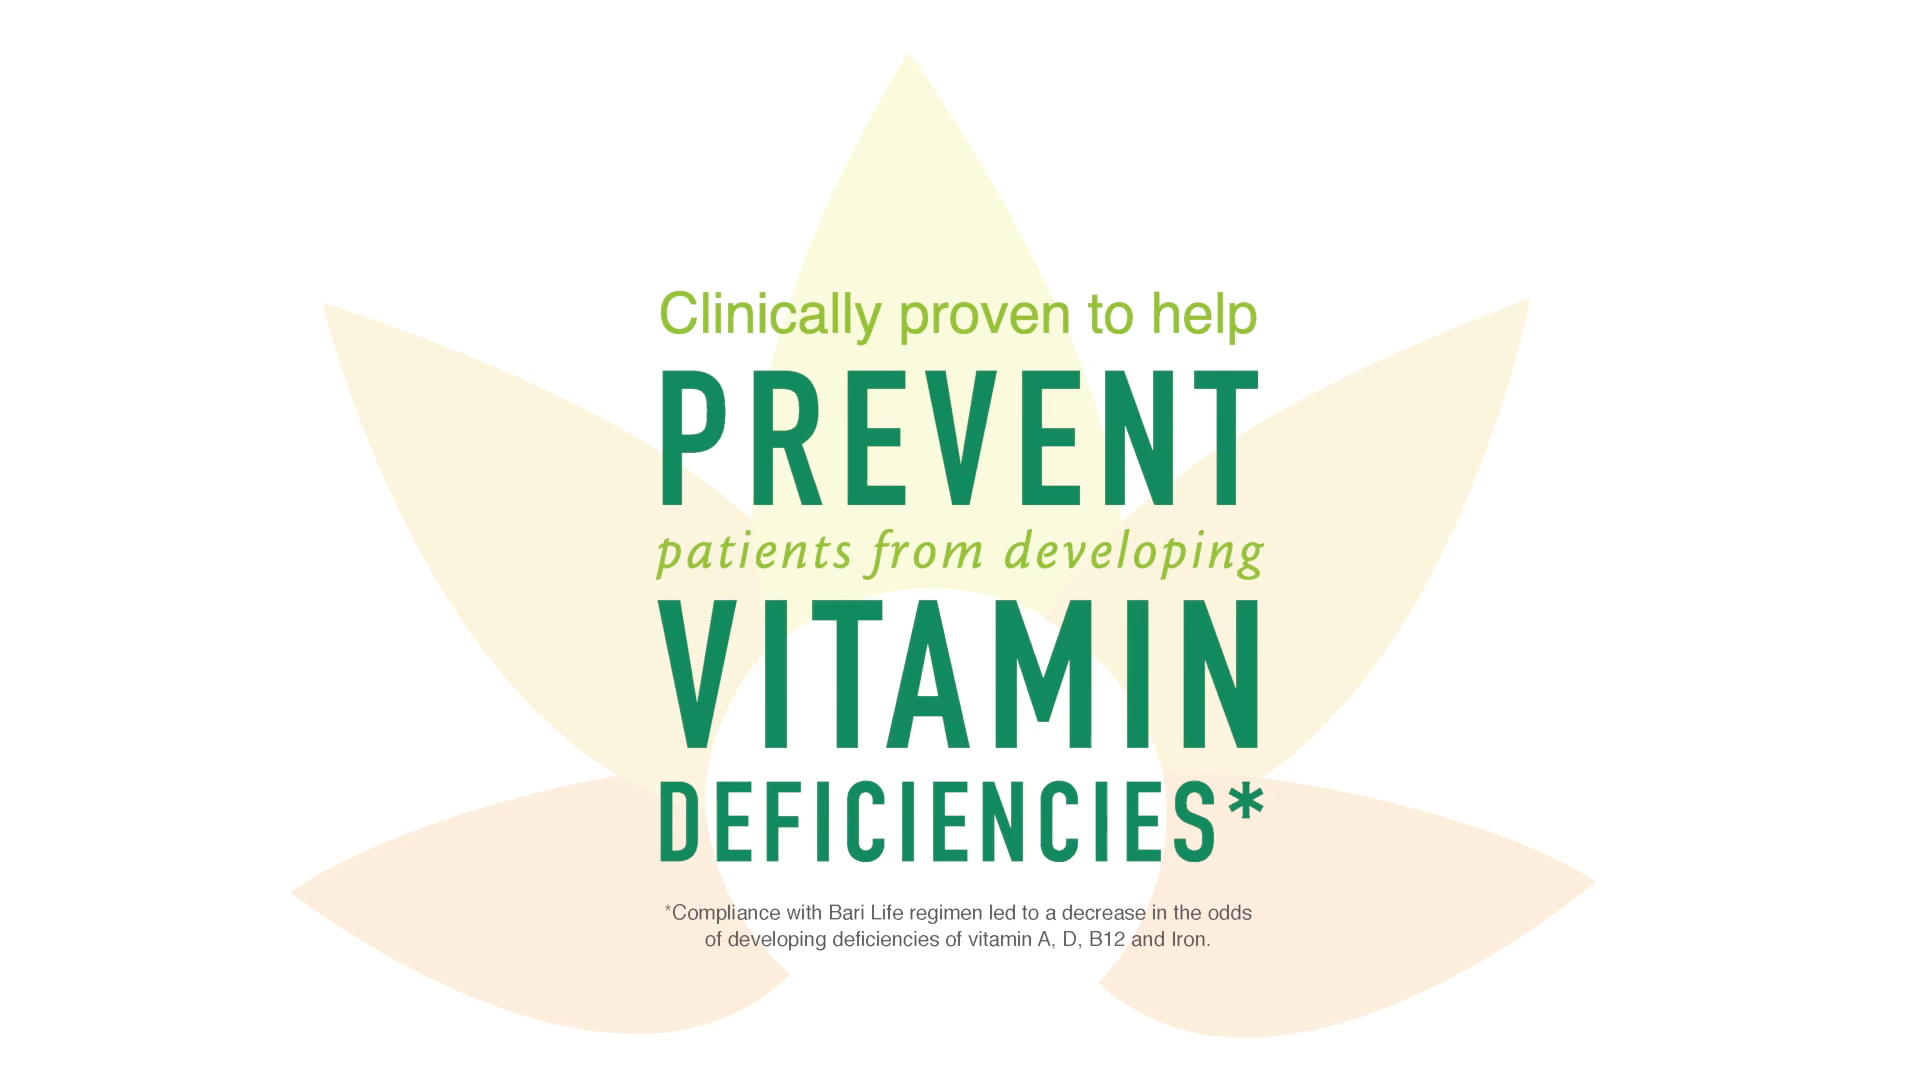 Clinically proven to help
PREVENT
patients from developing
VITAMIN
DEFICIENCIES*
*Compliance with Bari Life regimen led to a decrease in the odds
of developing deficiencies of vitamin A, D, B12 and Iron.